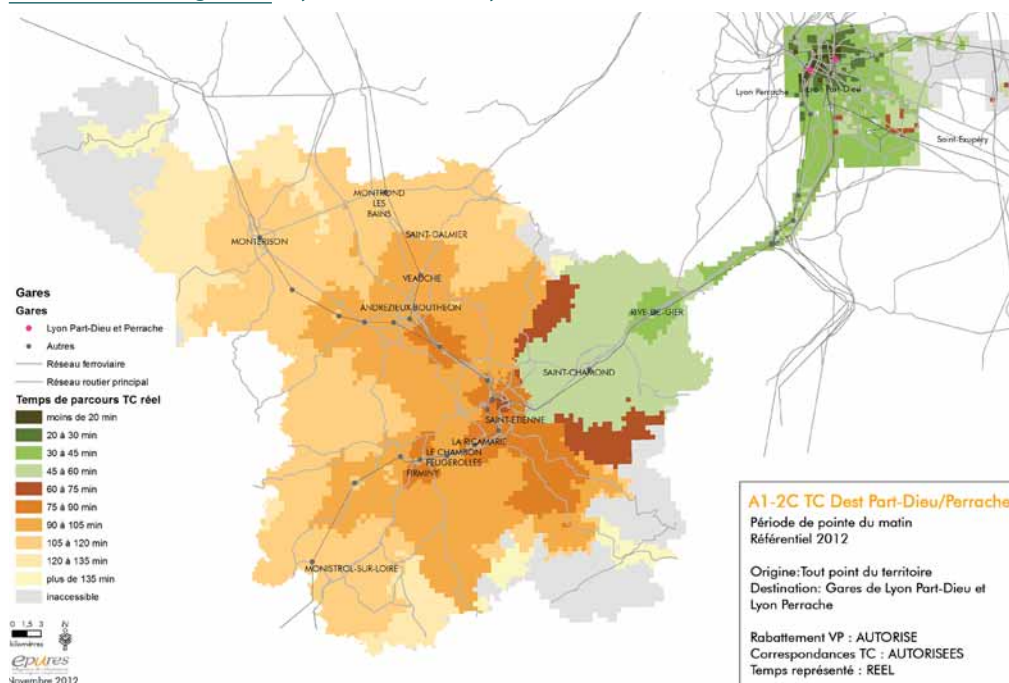 Lyon Perrache
Lyon Part-Dieu
Saint-Exupéry
MONTROND
LES
BAINS
SAINT-GALMIER
MONTBRISON
VEAUCHE
ANDREZIEUX-BOUTHEON
RIVE-DE-GIER
SAINT-CHAMOND
SAINT-ETIENNE
LA RICAMARIE
LE CHAMBON
FEUGEROLLES
FIRMINY
MONISTROL-SUR-LOIRE
Gares
Gares
Lyon Part-Dieu et Perrache
Autres
Réseau ferroviaire
Réseau routier principal
Temps de parcours TC réel
moins de 20 min
20 à 30 min
30 à 45 min
45 à 60 min
60 à 75 min
75 à 90 min
90 à 105 min
105 à 120 min
120 à 135 min
plus de 135 min
inaccessible
0 1,5 3
kilomètres
epures
Novembre 2012
A1-2C TC Dest Part-Dieu/Perrache
Période de pointe du matin
Référentiel 2012
Origine:Tout point du territoire
Destination: Gares de Lyon Part-Dieu et
Lyon Perrache
Rabattement VP : AUTORISE
Correspondances TC : AUTORISEES
Temps représenté : REEL